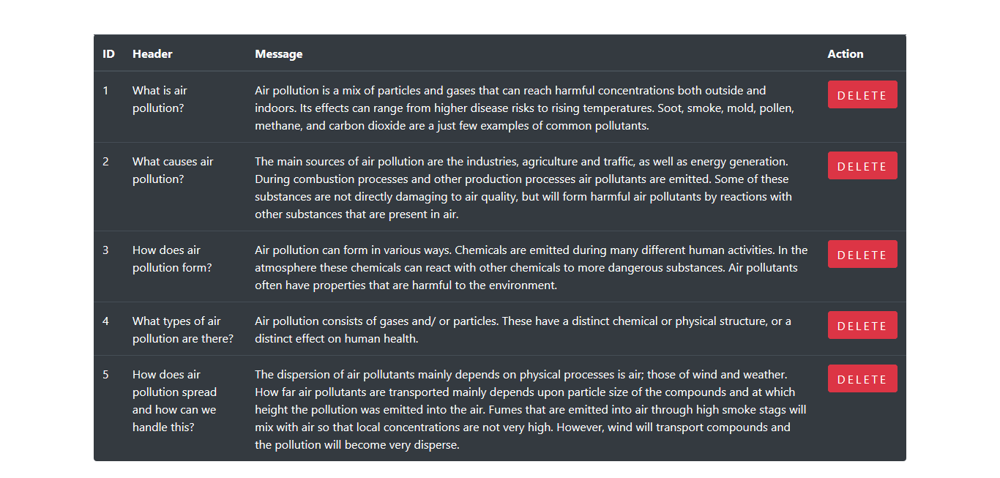 ID Header Message Action
1 What is air Air pollution is a mix of particles and gases that can reach harmful concentrations both outside and DELETE
pollution? indoors. Its effects can range from higher disease risks to rising temperatures. Soot, smoke, mold, pollen,
methane, and carbon dioxide are a just few examples of common pollutants.
2 What causes air The main sources of air pollution are the industries, agriculture and traffic, as well as energy generation. DELETE
pollution? During combustion processes and other production processes air pollutants are emitted. Some of these
substances are not directly damaging to air quality, but will form harmful air pollutants by reactions with
other substances that are present in air.
3 How does air Air pollution can form in various ways. Chemicals are emitted during many different human activities. In the DELETE
pollution form? atmosphere these chemicals can react with other chemicals to more dangerous substances. Air pollutants
often have properties that are harmful to the environment.
4 What types of air Air pollution consists of gases and/ or particles. These have a distinct chemical or physical structure, or a DELETE
pollution are there? distinct effect on human health.
5 How does air The dispersion of air pollutants mainly depends on physical processes is air; those of wind and weather. DELETE
pollution spread How far air pollutants are transported mainly depends upon particle size of the compounds and at which
and how can we height the pollution was emitted into the air. Fumes that are emitted into air through high smoke stags will
handle this? mix with air so that local concentrations are not very high. However, wind will transport compounds and
the pollution will become very disperse.